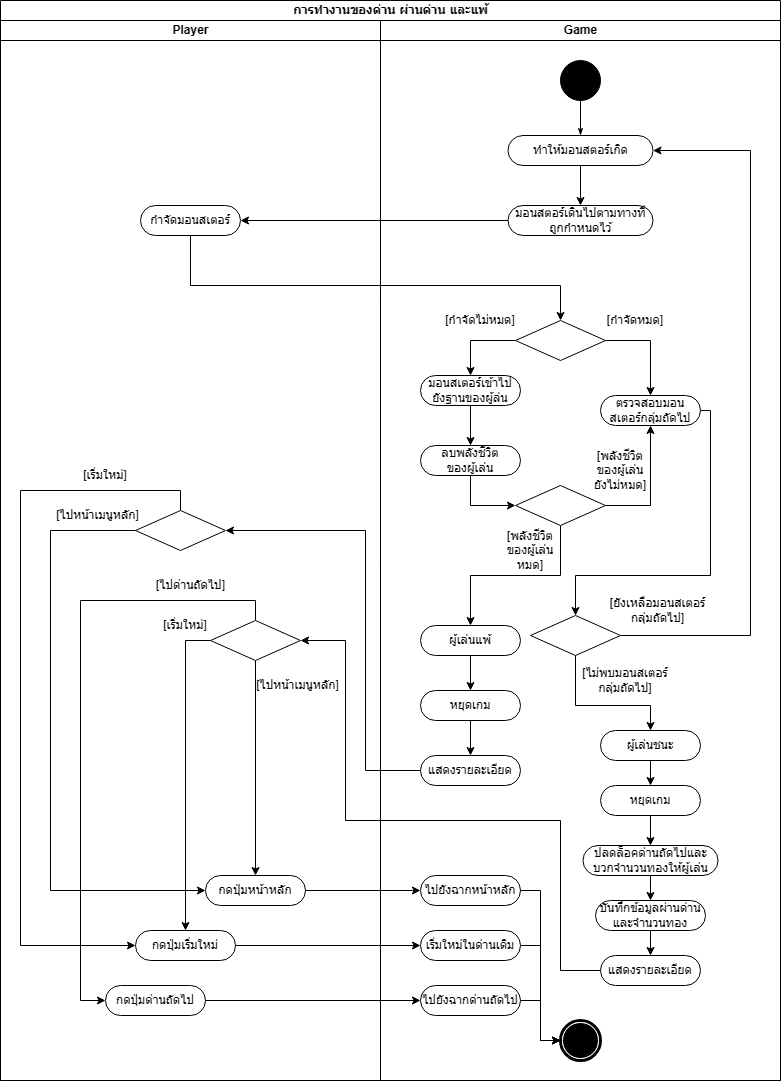 การทำงานของด่าน ผ่านด่าน และแพ้
Player
Game
ทำให้มอนสตอร์เกิด
กำจัดมอนสเตอร์
มอนสตอร์เดินไปตามทางที่
ถูกกำหนดไว้
[กำจัดไม่หมด]
[กำจัดหมด]
มอนสเตอร์เข้าไป
ยังฐานของผู้ล่น
ตรวจสอบมอน
สเตอร์กลุ่มถัดไป
ลบพลังชีวิต
ของผู้เล่น
[พลังชีวิต
ของผู้เล่น
ยังไม่หมด]
[เริ่มใหม่]
[ไปหน้าเมนูหลัก]
[พลังชีวิต
ของผู้เล่น
หมด]
[ไปด่านถัดไป]
[เริ่มใหม่]
[ยังเหลือมอนสเตอร์
กลุ่มถัดไป]
ผู้เล่นแพ้
[ไปหน้าเมนูหลัก]
[ไม่พบมอนสเตอร์
กลุ่มถัดไป]
หยุดเกม
ผู้เล่นชนะ
แสดงรายละเอียด
หยุดเกม
ปลดล็อคด่านถัดไปและ
บวกจำนวนทองให้ผู้เล่น
กดปุ่มหน้าหลัก
ไปยังฉากหน้าหลัก
บันทึกข้อมูลผ่านด่าน
และจำนวนทอง
กดปุ่มเริ่มใหม่
เริ่มใหม่ในด่านเดิม
แสดงรายละเอียด
กดปุ่มด่านถัดไป
ไปยังฉากด่านถัดไป